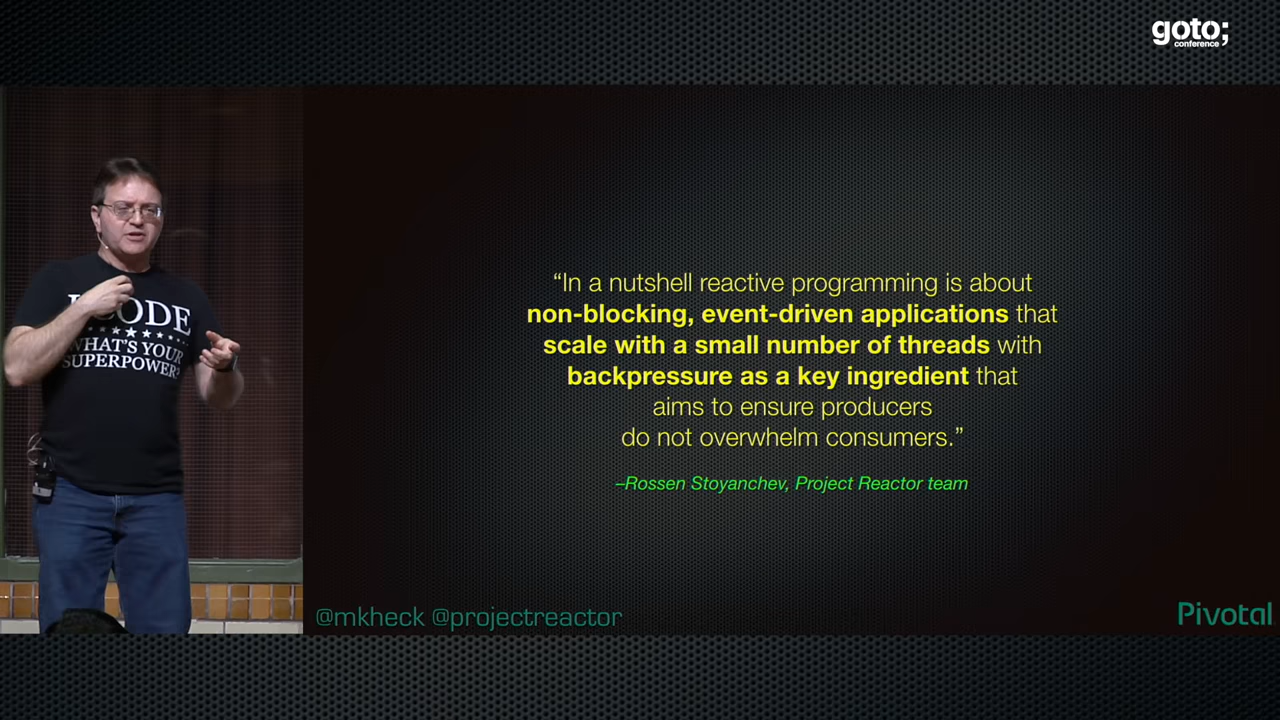 goto;
conference
I CODE
WHAT'S YOUR
SUPERPOWER?
“In a nutshell reactive programming is about
non-blocking, event-driven applications that
scale with a small number of threads with
backpressure as a key ingredient that
aims to ensure producers
do not overwhelm consumers.”
–Rossen Stoyanchev, Project Reactor team
@mkheck @projectreactor
Pivotal